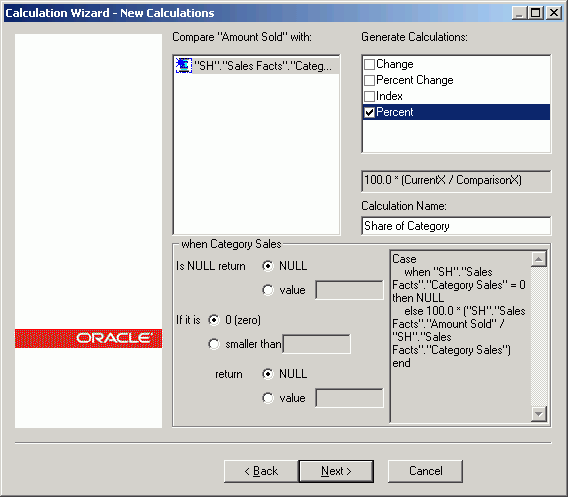 Calculation Wizard - New Calculations
Compare "Amount Sold" with:
"SH"."Sales Facts"."Categ...
Generate Calculations:
Change
Percent Change
Index
Percent
100.0 * (CurrentX / ComparisonX)
Calculation Name:
Share of Category
ORACLE
when Category Sales
Is NULL return
NULL
value
If it is
0 (zero)
smaller than
return
NULL
value
Case
when "SH"."Sales
Facts"."Category Sales" = 0
then NULL
else 100.0 * ("SH"."Sales
Facts"."Amount Sold" /
"SH"."Sales
Facts"."Category Sales")
end
< Back
Next >
Cancel